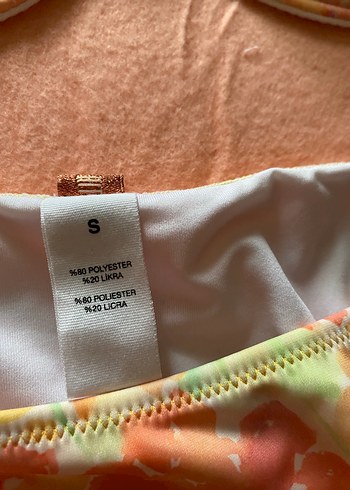 S
%80 POLYESTER
%20 LİKRA
%80 POLIESTER
%20 LICRA